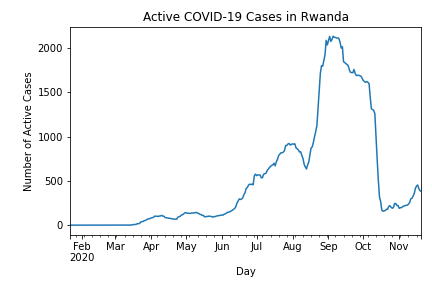 Active COVID-19 Cases in Rwanda
Number of Active Cases
2000
1500
1000
500
0
Feb
2020
Mar
Apr
May
Jun
Jul
Aug
Sep
Oct
Nov
Day